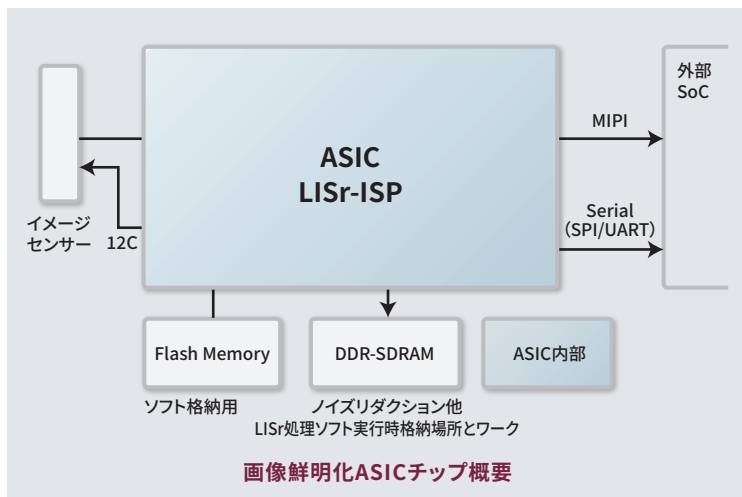 外部
SoC
MIPI
ASIC
LISr-ISP
Serial
（SPI/UART）
イメージ
センサー
12C
Flash Memory
DDR-SDRAM
ASIC内部
ソフト格納用
ノイズリダクション他
LISr処理ソフト実行時格納場所とワーク
画像鮮明化ASICチップ概要